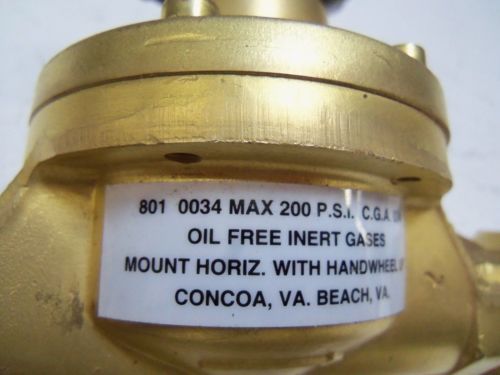 801 0034 MAX 200 P.S.I. C.G.A.
OIL FREE INERT GASES
MOUNT HORIZ. WITH HANDWHEEL
CONCOA, VA. BEACH, VA.